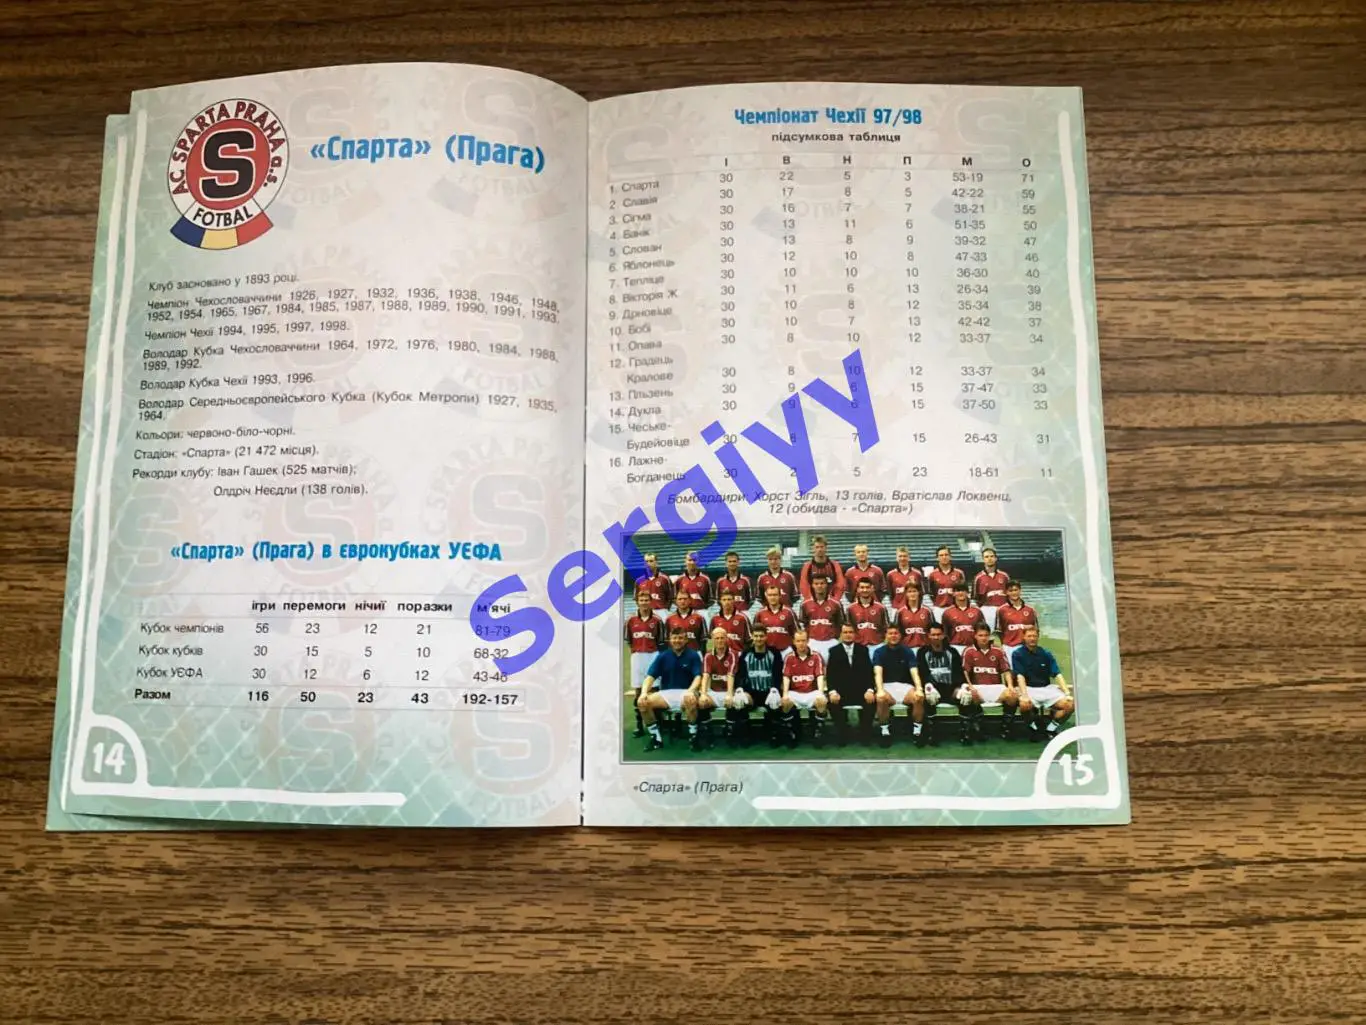 AC SPARTA PRAHA a.s.
S
FOTBAL
«Спарта» (Прага)
Клуб засновано у 1893 році.
Чемпіон Чехословаччини 1926, 1927, 1932, 1936, 1938, 1946, 1948,
1952, 1954, 1965, 1967, 1984, 1985, 1987, 1988, 1989, 1990, 1991, 1993.
Чемпіон Чехії 1994, 1995, 1997, 1998.
Володар Кубка Чехословаччини 1964, 1972, 1976, 1980, 1984, 1988,
1989, 1992.
Володар Кубка Чехії 1993, 1996.
Володар Середньоєвропейського Кубка (Кубок Метропи) 1927, 1935,
1964.
Кольори: червоно-біло-чорні.
Стадіон: «Спарта» (21 472 місця).
Рекорди клубу: Іван Гашек (525 матчів);
Олдріч Неєдли (138 голів).
«Спарта» (Прага) в єврокубках УЄФА
ігри перемоги нічиї поразки м'ячі
Кубок чемпіонів 56 23 12 21 81-79
Кубок кубків 30 15 5 10 68-32
Кубок УЄФА 30 12 6 12 43-46
Разом 116 50 23 43 192-157
14
Чемпіонат Чехії 97/98
підсумкова таблиця
І В Н П М О
1. Спарта 30 22 5 3 53-19 71
2 Славія 30 17 8 5 42-22 59
3. Сігма 30 16 7 7 38-21 55
4. Банік 30 13 11 6 51-35 50
5. Слован 30 13 8 9 39-32 47
6. Яблонець 30 12 10 8 47-33 46
7. Тепліце 30 10 10 10 36-30 40
8. Вікторія Ж 30 11 6 13 26-34 39
9. Дрновіце 30 10 8 12 35-34 38
10. Бобі 30 10 7 13 42-42 37
11. Опава 30 8 10 12 33-37 34
12. Градець
Кралове 30 8 10 12 33-37 34
13. Пльзень 30 9 6 15 37-47 33
14. Дукла 30 9 6 15 37-50 33
15. Чеське-
Будейовіце 30 8 7 15 26-43 31
16. Лажне-
Богданець 30 2 5 23 18-61 11
Бомбардири: Хорст Зігль, 13 голів, Вратіслав Локвенц,
12 (обидва - «Спарта»)
«Спарта» (Прага)
15
Sergiyy